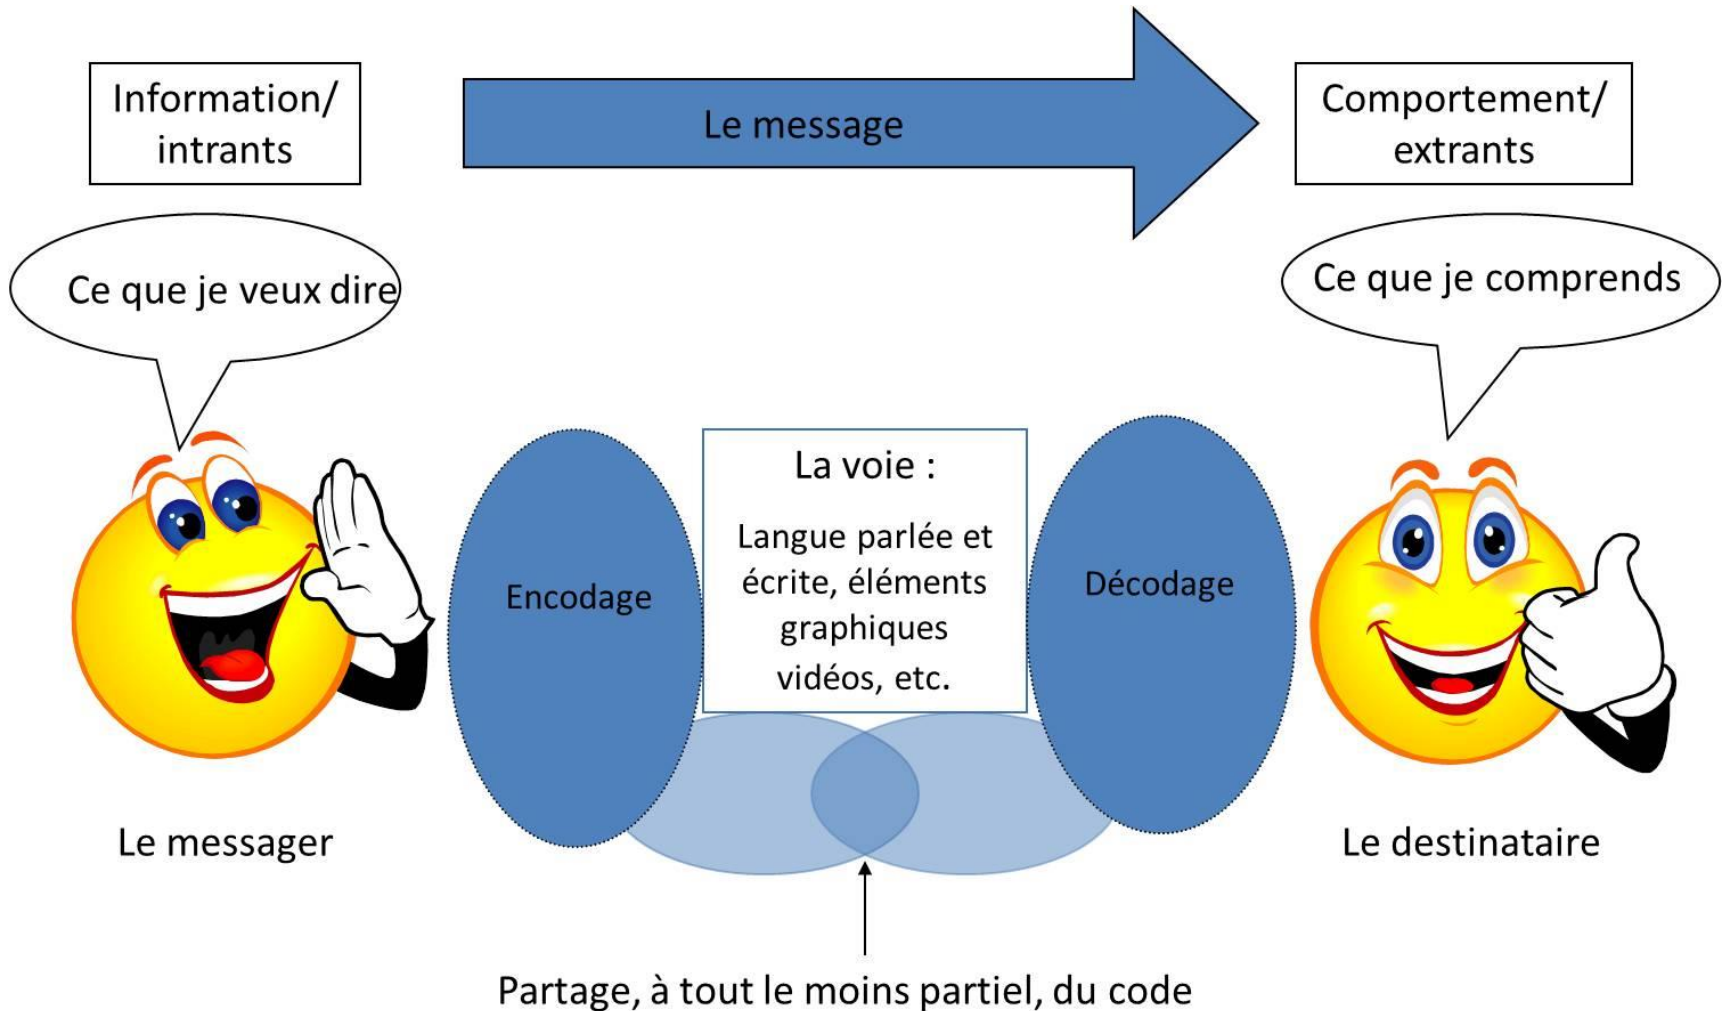 Information/
intrants
Le message
Comportement/
extrants
Ce que je veux dire
Ce que je comprends
Encodage
La voie :
Langue parlée et
écrite, éléments
graphiques
vidéos, etc.
Décodage
Le messager
Le destinataire
Partage, à tout le moins partiel, du code